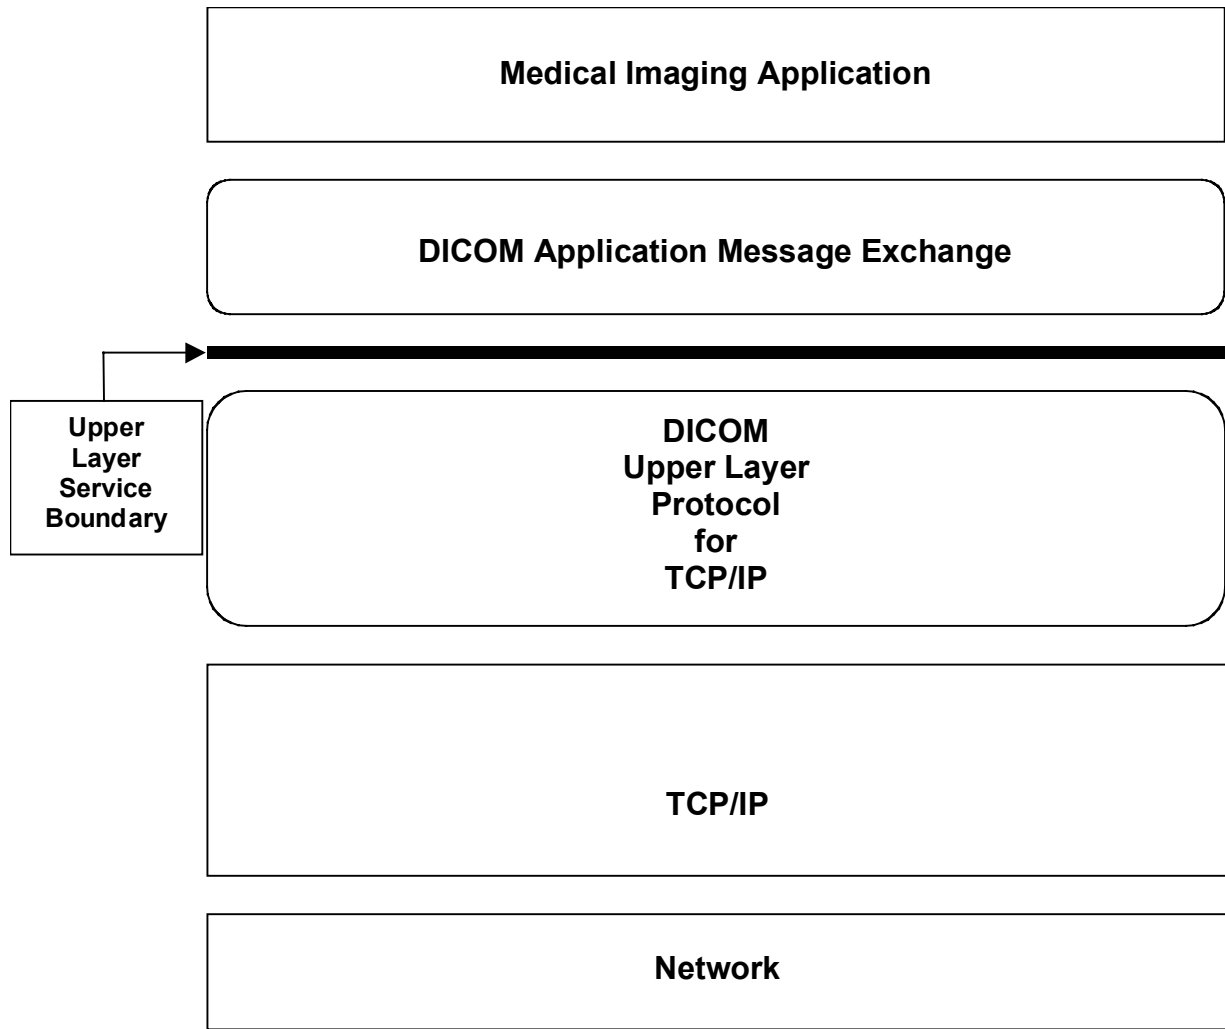 Medical Imaging Application
DICOM Application Message Exchange
Upper
Layer
Service
Boundary
DICOM
Upper Layer
Protocol
for
TCP/IP
TCP/IP
Network